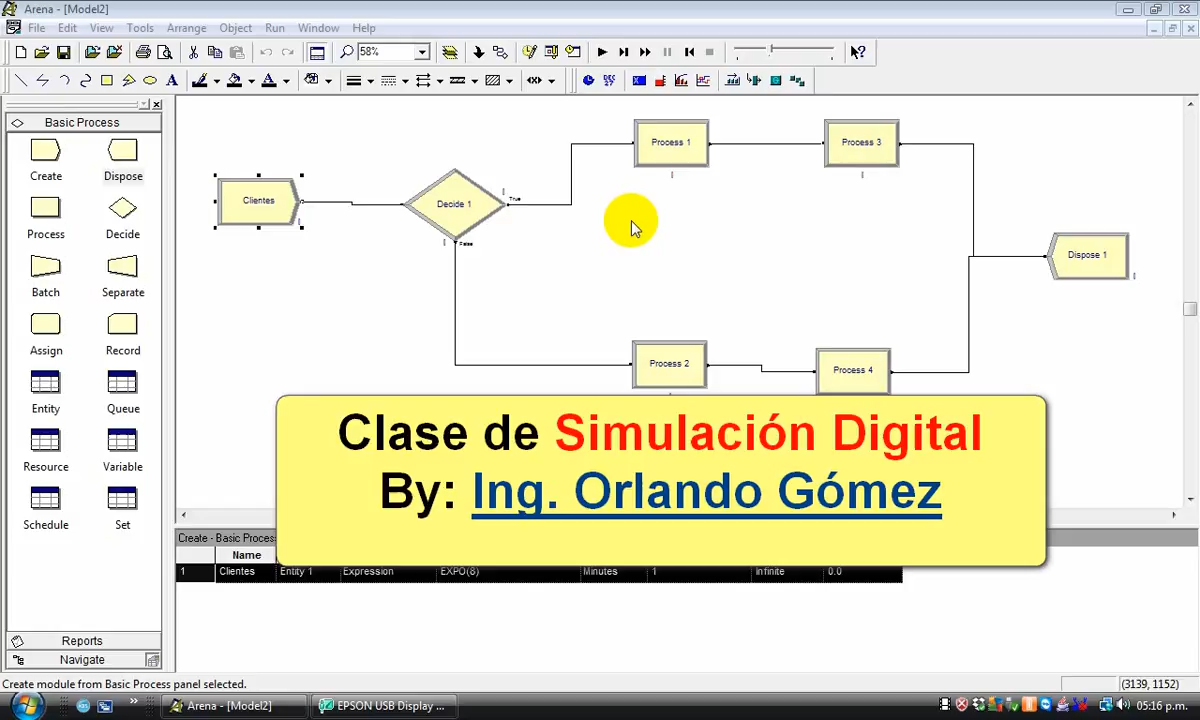 Arena - [Model2]
File Edit View Tools Arrange Object Run Window Help
58%
Basic Process
Create Dispose
Process Decide
Batch Separate
Assign Record
Entity Queue
Resource Variable
Schedule Set
Reports
Navigate
Clientes
Decide 1
True
False
Process 1
Process 3
Dispose 1
Process 2
Process 4
Clase de Simulación Digital
By: Ing. Orlando Gómez
Create - Basic Process
Name
1 Clientes Entity 1 Expression EXPO(8) Minutes 1 Infinite 0.0
Create module from Basic Process panel selected.
(3139, 1152)
Arena - [Model2]
EPSON USB Display ...
05:16 p.m.